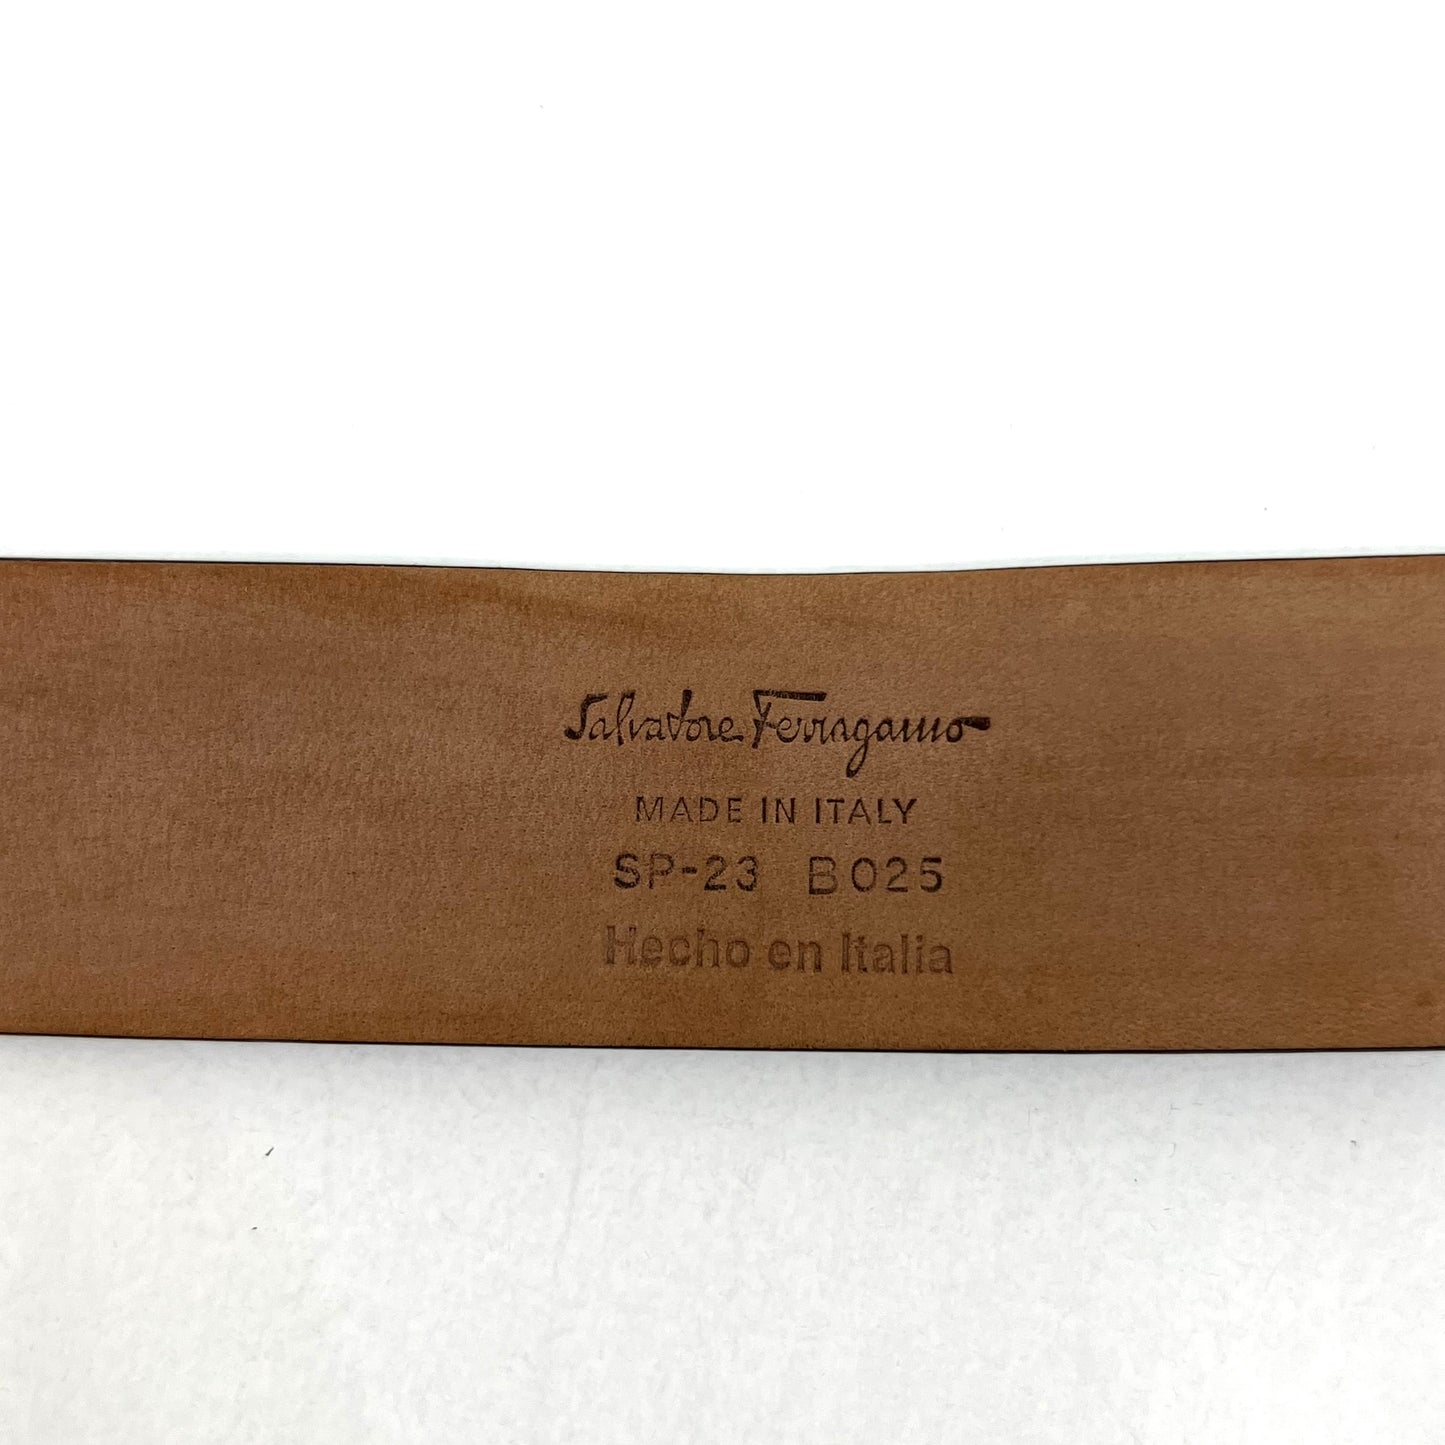 Salvatore Ferragamo
MADE IN ITALY
SP-23 B025
Hecho en Italia